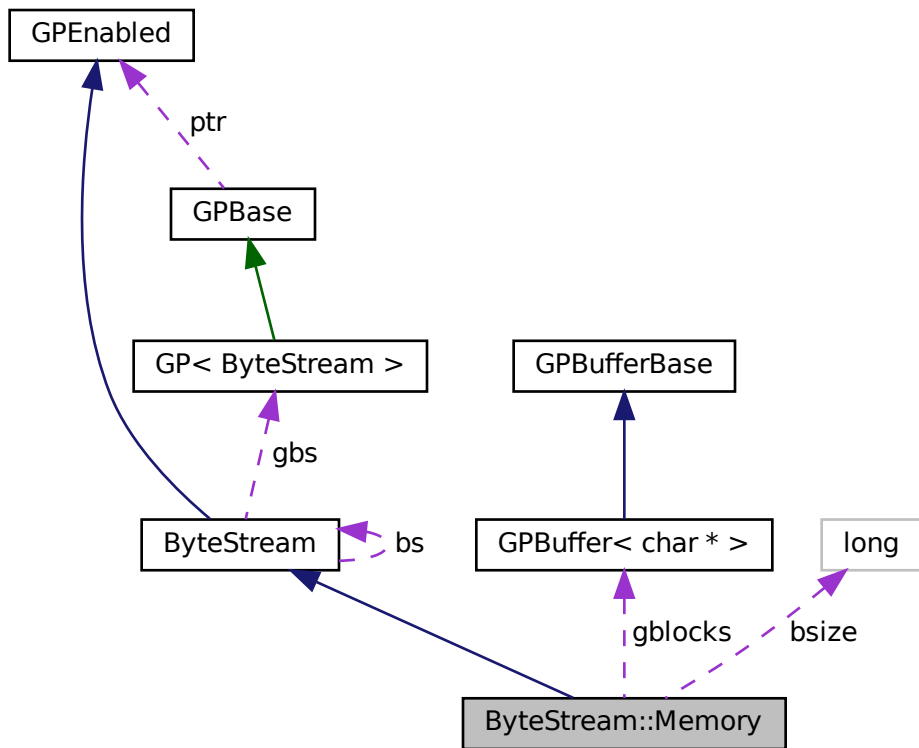 GPEnabled
ptr
GPBase
GP< ByteStream >
GPBufferBase
gbs
ByteStream
bs
GPBuffer< char * >
long
gblocks
bsize
ByteStream::Memory